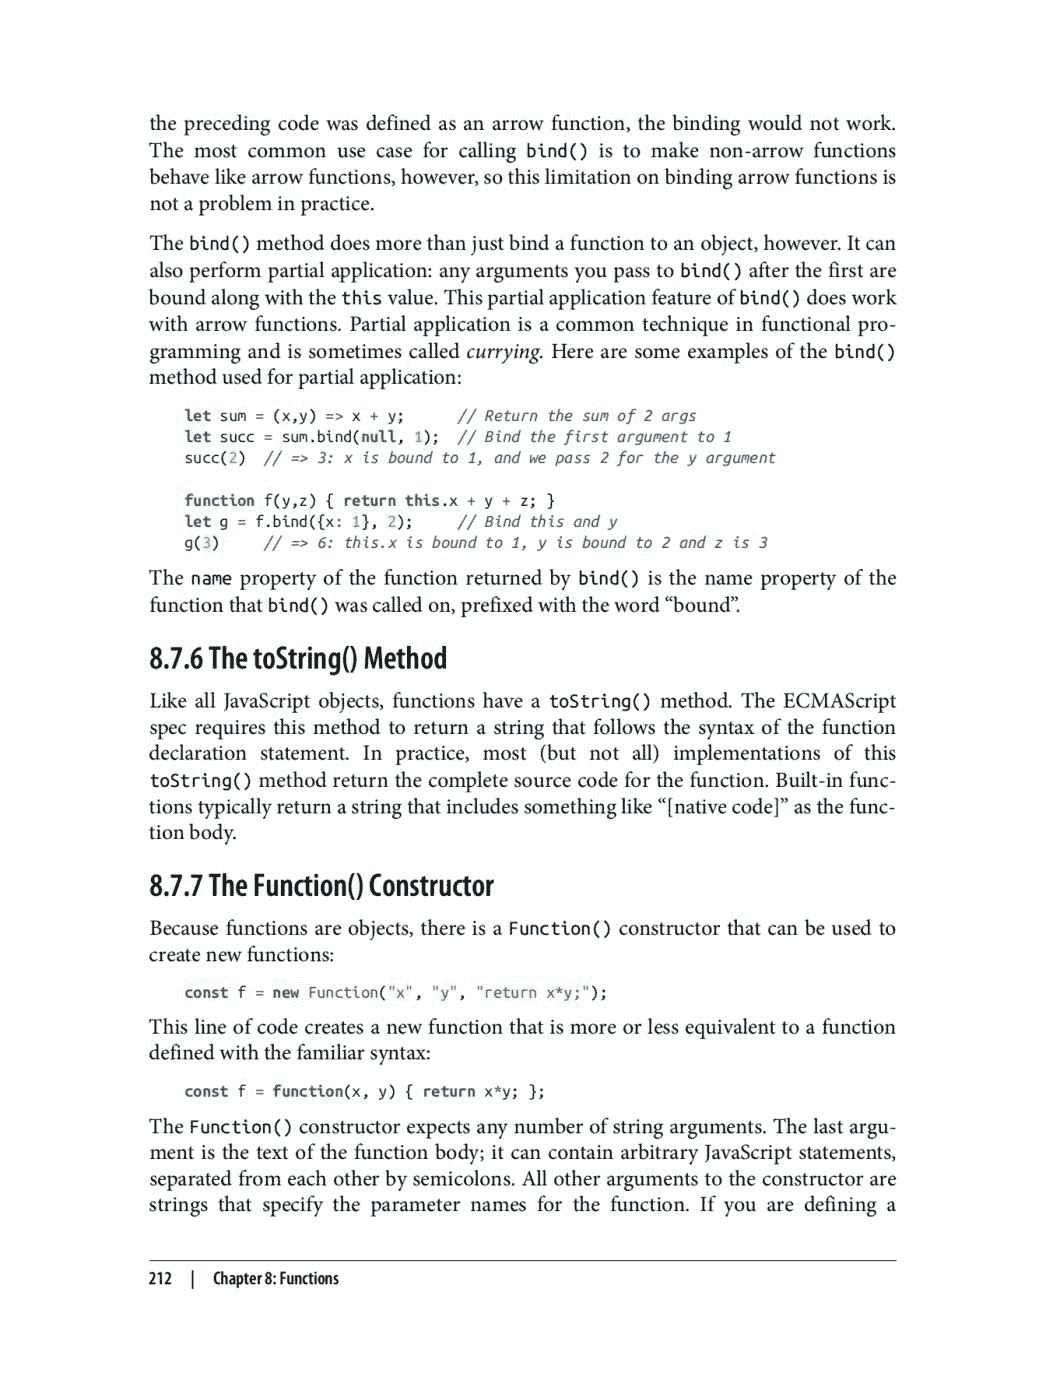 the preceding code was defined as an arrow function, the binding would not work.
The most common use case for calling bind() is to make non-arrow functions
behave like arrow functions, however, so this limitation on binding arrow functions is
not a problem in practice.
The bind() method does more than just bind a function to an object, however. It can
also perform partial application: any arguments you pass to bind() after the first are
bound along with the this value. This partial application feature of bind() does work
with arrow functions. Partial application is a common technique in functional pro-
gramming and is sometimes called currying. Here are some examples of the bind()
method used for partial application:
let sum = (x,y) => x + y;      // Return the sum of 2 args
let succ = sum.bind(null, 1);  // Bind the first argument to 1
succ(2)  // => 3: x is bound to 1, and we pass 2 for the y argument
function f(y,z) { return this.x + y + z; }
let g = f.bind({x: 1}, 2);     // Bind this and y
g(3)     // => 6: this.x is bound to 1, y is bound to 2 and z is 3
The name property of the function returned by bind() is the name property of the
function that bind() was called on, prefixed with the word “bound”.
8.7.6 The toString() Method
Like all JavaScript objects, functions have a toString() method. The ECMAScript
spec requires this method to return a string that follows the syntax of the function
declaration statement. In practice, most (but not all) implementations of this
toString() method return the complete source code for the function. Built-in func-
tions typically return a string that includes something like “[native code]” as the func-
tion body.
8.7.7 The Function() Constructor
Because functions are objects, there is a Function() constructor that can be used to
create new functions:
const f = new Function("x", "y", "return x*y;");
This line of code creates a new function that is more or less equivalent to a function
defined with the familiar syntax:
const f = function(x, y) { return x*y; };
The Function() constructor expects any number of string arguments. The last argu-
ment is the text of the function body; it can contain arbitrary JavaScript statements,
separated from each other by semicolons. All other arguments to the constructor are
strings that specify the parameter names for the function. If you are defining a
212 | Chapter 8: Functions